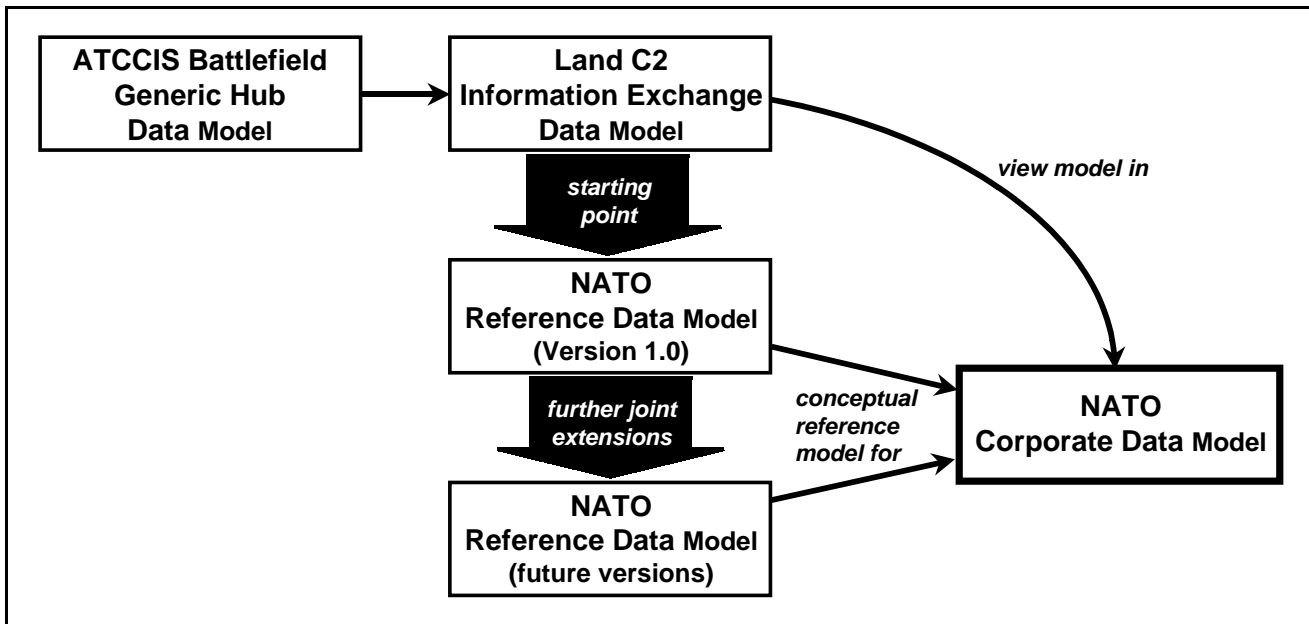 ATCCIS Battlefield
Generic Hub
Data Model
Land C2
Information Exchange
Data Model
view model in
starting
point
NATO
Reference Data Model
(Version 1.0)
further joint
extensions
conceptual
reference
model for
NATO
Corporate Data Model
NATO
Reference Data Model
(future versions)